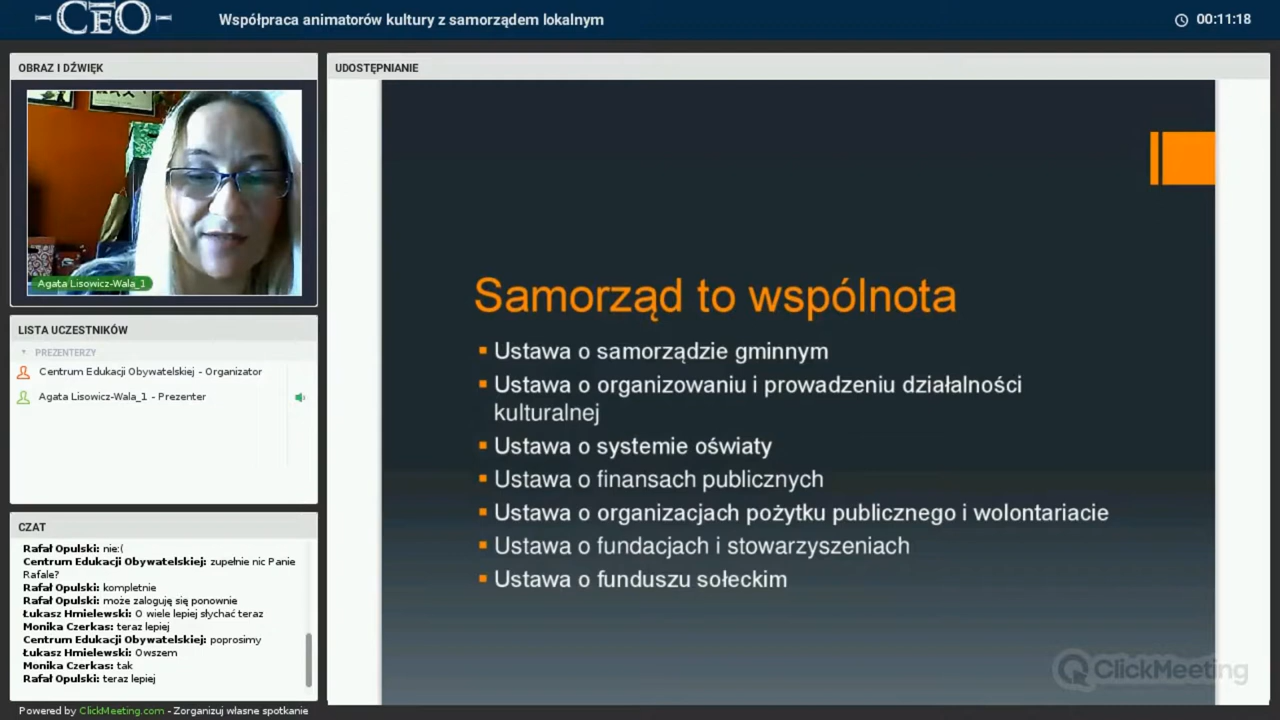 CEO
Współpraca animatorów kultury z samorządem lokalnym
00:11:18
OBRAZ I DŹWIĘK
Agata Lisowicz-Wala_1
LISTA UCZESTNIKÓW
PREZENTERZY
Centrum Edukacji Obywatelskiej - Organizator
Agata Lisowicz-Wala_1 - Prezenter
CZAT
Rafał Opulski: nie:(
Centrum Edukacji Obywatelskiej: zupełnie nic Panie
Rafale?
Rafał Opulski: kompletnie
Rafał Opulski: może zaloguję się ponownie
Łukasz Hmielewski: O wiele lepiej słychać teraz
Monika Czerkas: teraz lepiej
Centrum Edukacji Obywatelskiej: poprosimy
Łukasz Hmielewski: Owszem
Monika Czerkas: tak
Rafał Opulski: teraz lepiej
Powered by ClickMeeting.com - Zorganizuj własne spotkanie
UDOSTĘPNIANIE
Samorząd to wspólnota
Ustawa o samorządzie gminnym
Ustawa o organizowaniu i prowadzeniu działalności
kulturalnej
Ustawa o systemie oświaty
Ustawa o finansach publicznych
Ustawa o organizacjach pożytku publicznego i wolontariacie
Ustawa o fundacjach i stowarzyszeniach
Ustawa o funduszu sołeckim
ClickMeeting